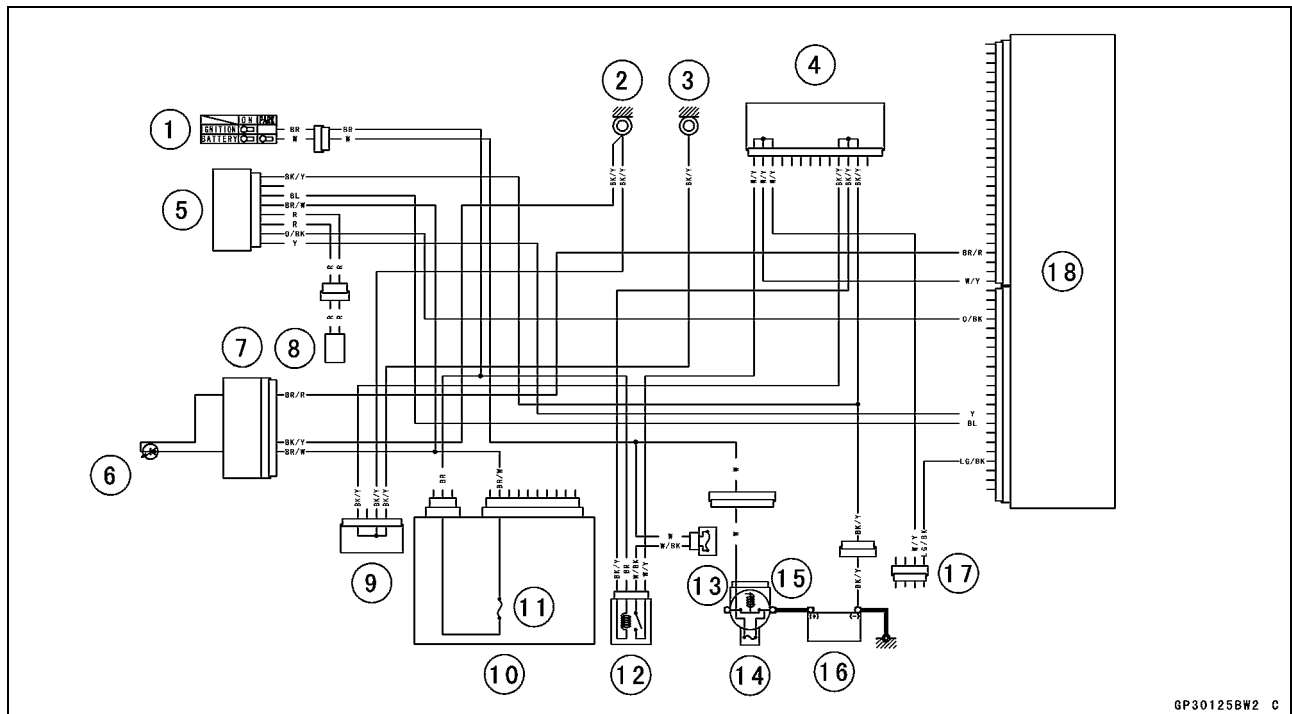 2
3
4
1
ON PARK
IGNITION
BATTERY
BR
BR
W
W
5
BK/Y
BL
BR/W
R
R
O/BK
Y
BK/Y
BK/Y
BK/Y
W/Y
W/Y
W/Y
BK/Y
BK/Y
BK/Y
BR/R
W/Y
O/BK
18
R
R
R
R
7
8
BR/R
BK/Y
BR/W
6
Y
BL
LG/BK
BR
BR/W
W
W
BK/Y
BK/Y
BK/Y
BK/Y
W
W/BK
BK/Y
BR
W/BK
W/Y
BK/Y
BK/Y
W/Y
LG/BK
9
11
13
15
17
(+)
(-)
10
12
14
16
GP30125BW2 C